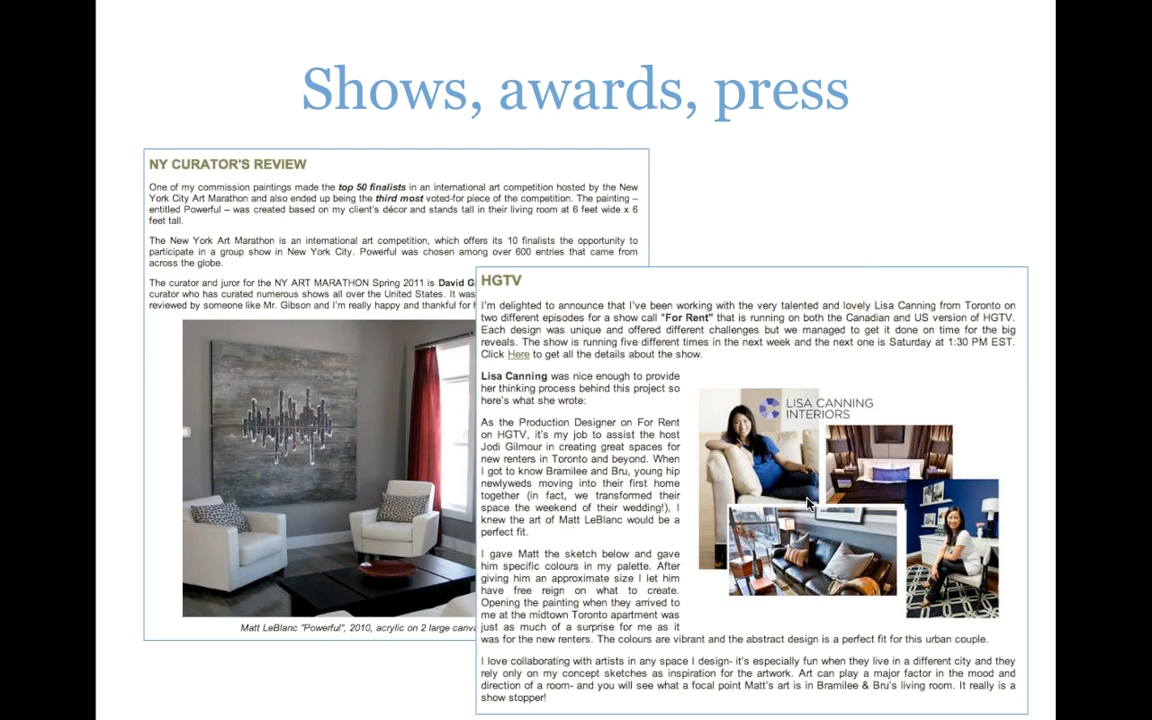 Shows, awards, press
NY CURATOR'S REVIEW
One of my commission paintings made the top 50 finalists in an international art competition hosted by the New
York City Art Marathon and also ended up being the third most voted-for piece of the competition. The painting –
entitled Powerful – was created based on my client's décor and stands tall in their living room at 6 feet wide x 6
feet tall.
The New York Art Marathon is an international art competition, which offers its 10 finalists the opportunity to
participate in a group show in New York City. Powerful was chosen among over 600 entries that came from
across the globe.
The curator and juror for the NY ART MARATHON Spring 2011 is David G
curator who has curated numerous shows all over the United States. It was
reviewed by someone like Mr. Gibson and I'm really happy and thankful for
Matt LeBlanc "Powerful", 2010, acrylic on 2 large canva
HGTV
I'm delighted to announce that I've been working with the very talented and lovely Lisa Canning from Toronto on
two different episodes for a show call "For Rent" that is running on both the Canadian and US version of HGTV.
Each design was unique and offered different challenges but we managed to get it done on time for the big
reveals. The show is running five different times in the next week and the next one is Saturday at 1:30 PM EST.
Click Here to get all the details about the show.
Lisa Canning was nice enough to provide
her thinking process behind this project so
here's what she wrote:
As the Production Designer on For Rent
on HGTV, it's my job to assist the host
Jodi Gilmour in creating great spaces for
new renters in Toronto and beyond. When
I got to know Bramilee and Bru, young hip
newlyweds moving into their first home
together (in fact, we transformed their
space the weekend of their wedding!), I
knew the art of Matt LeBlanc would be a
perfect fit.
I gave Matt the sketch below and gave
him specific colours in my palette. After
giving him an approximate size I let him
have free reign on what to create.
Opening the painting when they arrived to
me at the midtown Toronto apartment was
just as much of a surprise for me as it
was for the new renters. The colours are vibrant and the abstract design is a perfect fit for this urban couple.
I love collaborating with artists in any space I design- it's especially fun when they live in a different city and they
rely only on my concept sketches as inspiration for the artwork. Art can play a major factor in the mood and
direction of a room- and you will see what a focal point Matt's art is in Bramilee & Bru's living room. It really is a
show stopper!
LISA CANNING
INTERIORS